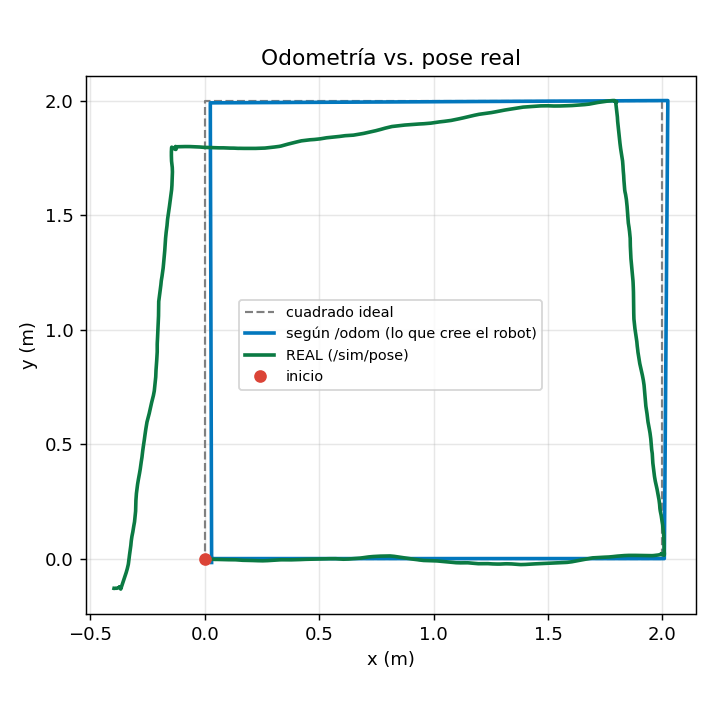 Odometría vs. pose real
y (m)
2.0
1.5
1.0
0.5
0.0
cuadrado ideal
según /odom (lo que cree el robot)
REAL (/sim/pose)
inicio
−0.5
0.0
0.5
1.0
1.5
2.0
x (m)